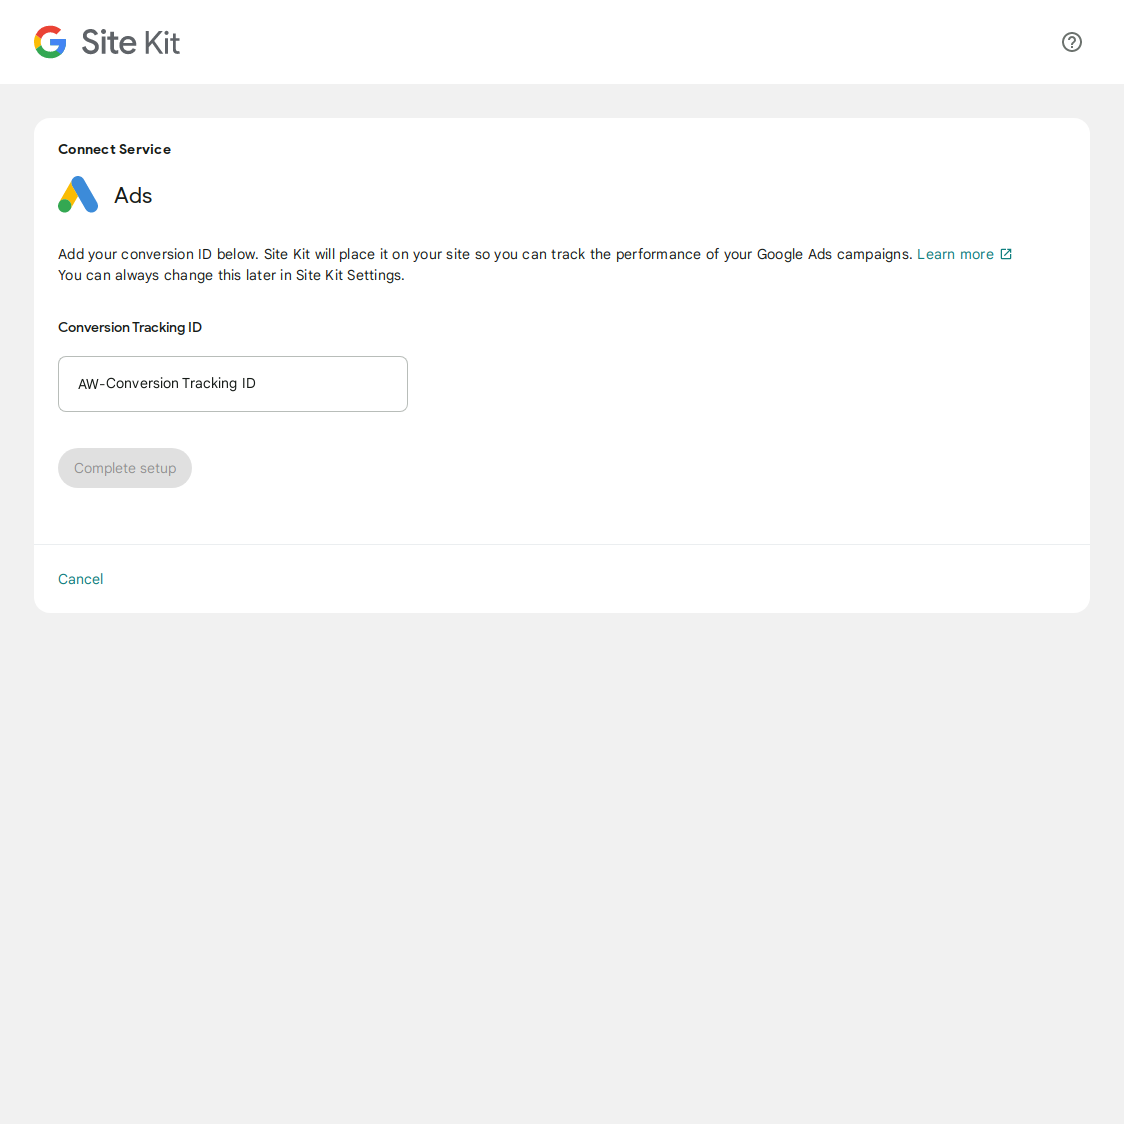 Site Kit
Connect Service
Ads
Add your conversion ID below. Site Kit will place it on your site so you can track the performance of your Google Ads campaigns. Learn more
You can always change this later in Site Kit Settings.
Conversion Tracking ID
AW-Conversion Tracking ID
Complete setup
Cancel